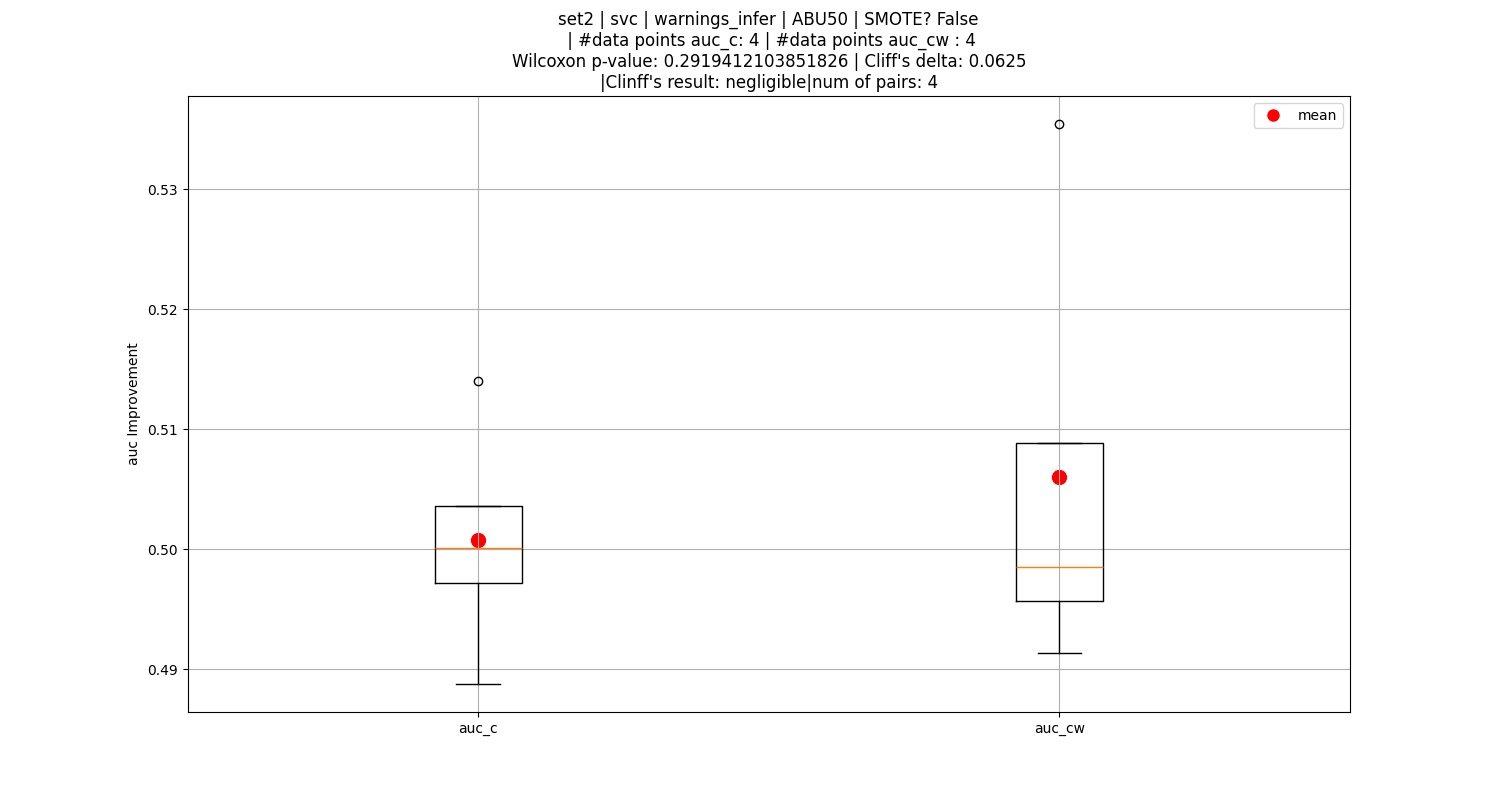 set2 | svc | warnings_infer | ABU50 | SMOTE? False
| #data points auc_c: 4 | #data points auc_cw : 4
Wilcoxon p-value: 0.2919412103851826 | Cliff's delta: 0.0625
|Clinff's result: negligible|num of pairs: 4
mean
0.53
0.52
0.51
0.50
0.49
auc Improvement
auc_c
auc_cw